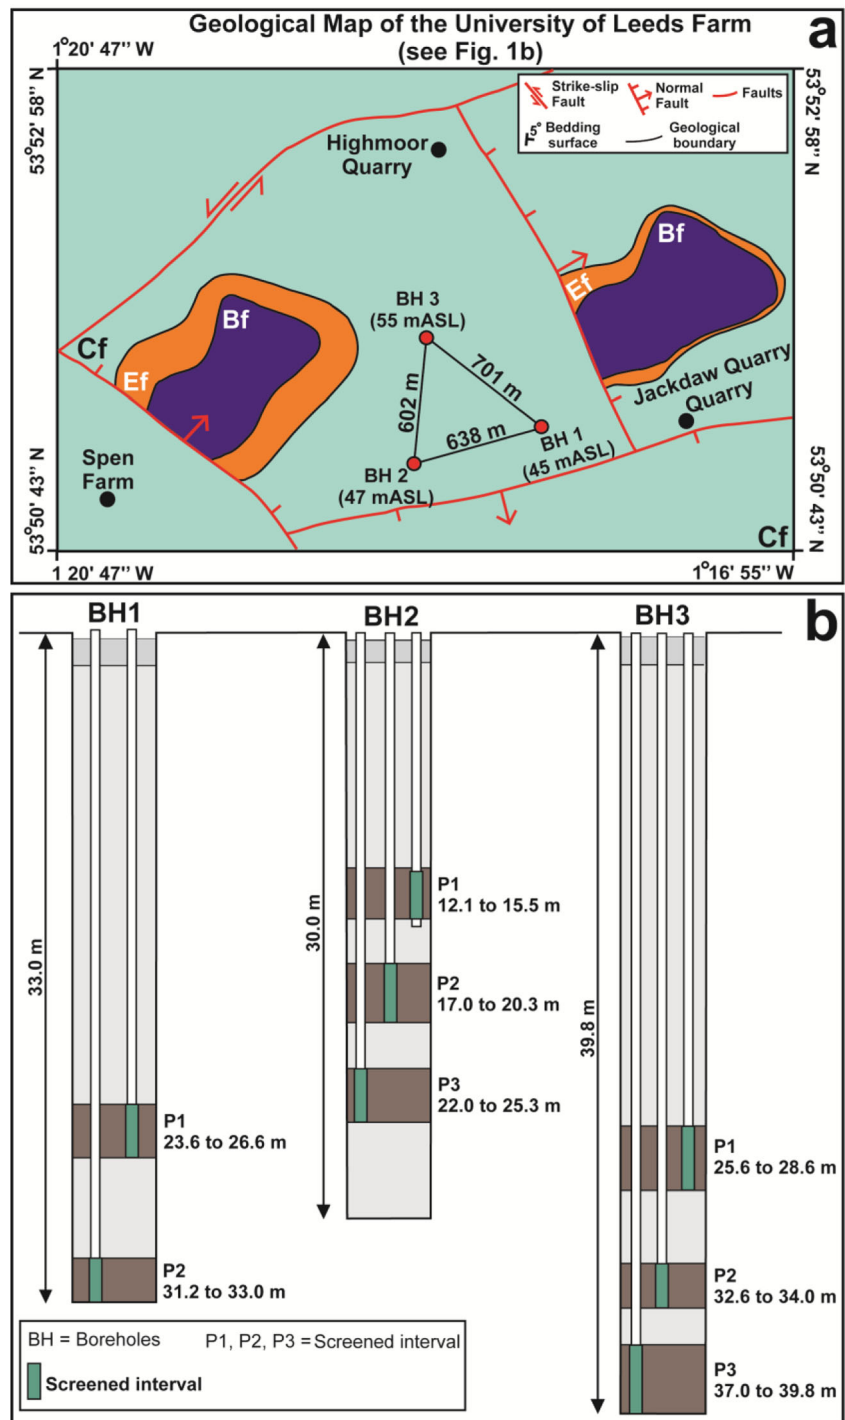 Geological Map of the University of Leeds Farm
(see Fig. 1b)
a
1°20' 47'' W
53°52' 58'' N
53°52' 58'' N
Strike-slip
Fault
Normal
Fault
Faults
5° Bedding
surface
Geological
boundary
Highmoor
Quarry
Bf
Ef
BH 3
(55 mASL)
Bf
Cf
Ef
701 m
602 m
638 m
Jackdaw Quarry
Quarry
BH 1
(45 mASL)
BH 2
(47 mASL)
Spen
Farm
53°50' 43'' N
53°50' 43'' N
Cf
1 20' 47'' W
1°16' 55'' W
b
BH1
BH2
BH3
33.0 m
30.0 m
39.8 m
P1
12.1 to 15.5 m
P2
17.0 to 20.3 m
P3
22.0 to 25.3 m
P1
23.6 to 26.6 m
P2
31.2 to 33.0 m
P1
25.6 to 28.6 m
P2
32.6 to 34.0 m
P3
37.0 to 39.8 m
BH = Boreholes P1, P2, P3 = Screened interval
Screened interval